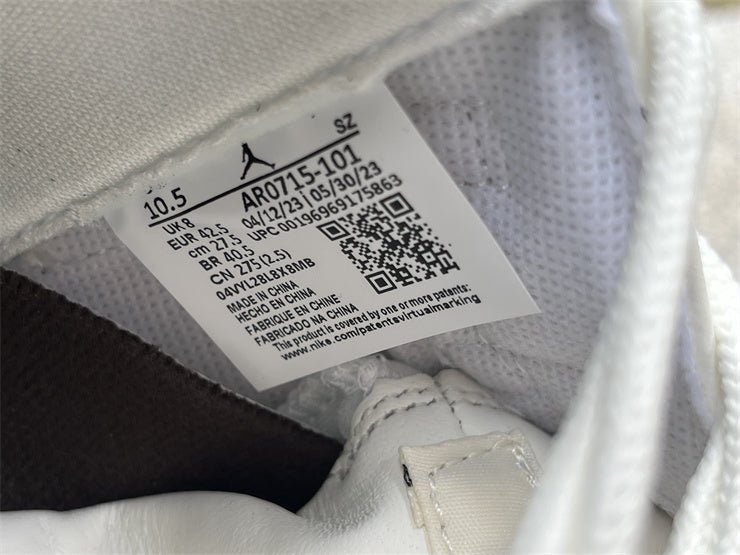 SZ
10.5
AR0715-101
UK8
04/12/23 | 05/30/23
EUR 42.5
UPC 00196969175863
cm 27.5
BR 40.5
CN 275(2.5)
04VYL28L8X8MB
MADE IN CHINA
HECHO EN CHINA
FABRIQUE EN CHINE
FABRICADO NA CHINA
This product is covered by one or more patents:
www.nike.com/patentsvirtualmarking